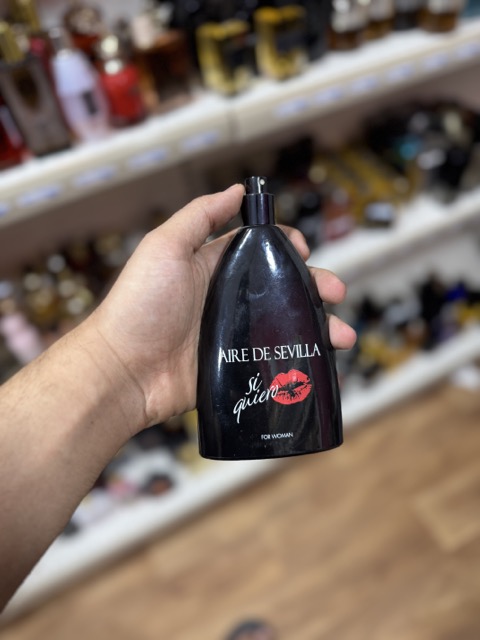 AIRE DE SEVILLA
si
quiero
FOR WOMAN